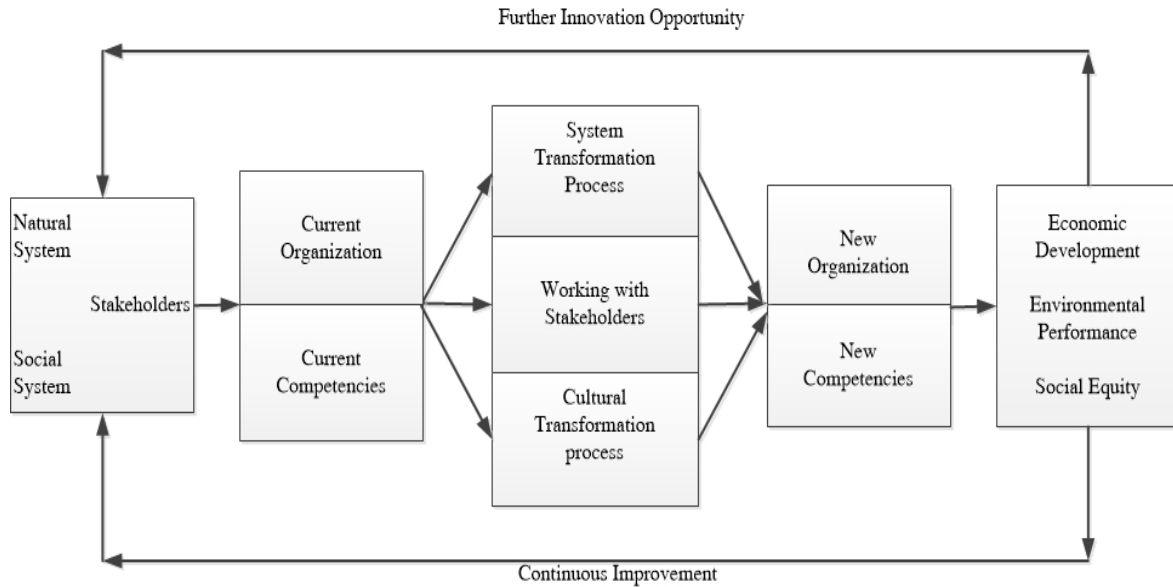 Further Innovation Opportunity
Natural
System
Stakeholders
Social
System
Current
Organization
Current
Competencies
System
Transformation
Process
Working with
Stakeholders
Cultural
Transformation
process
New
Organization
New
Competencies
Economic
Development
Environmental
Performance
Social Equity
Continuous Improvement